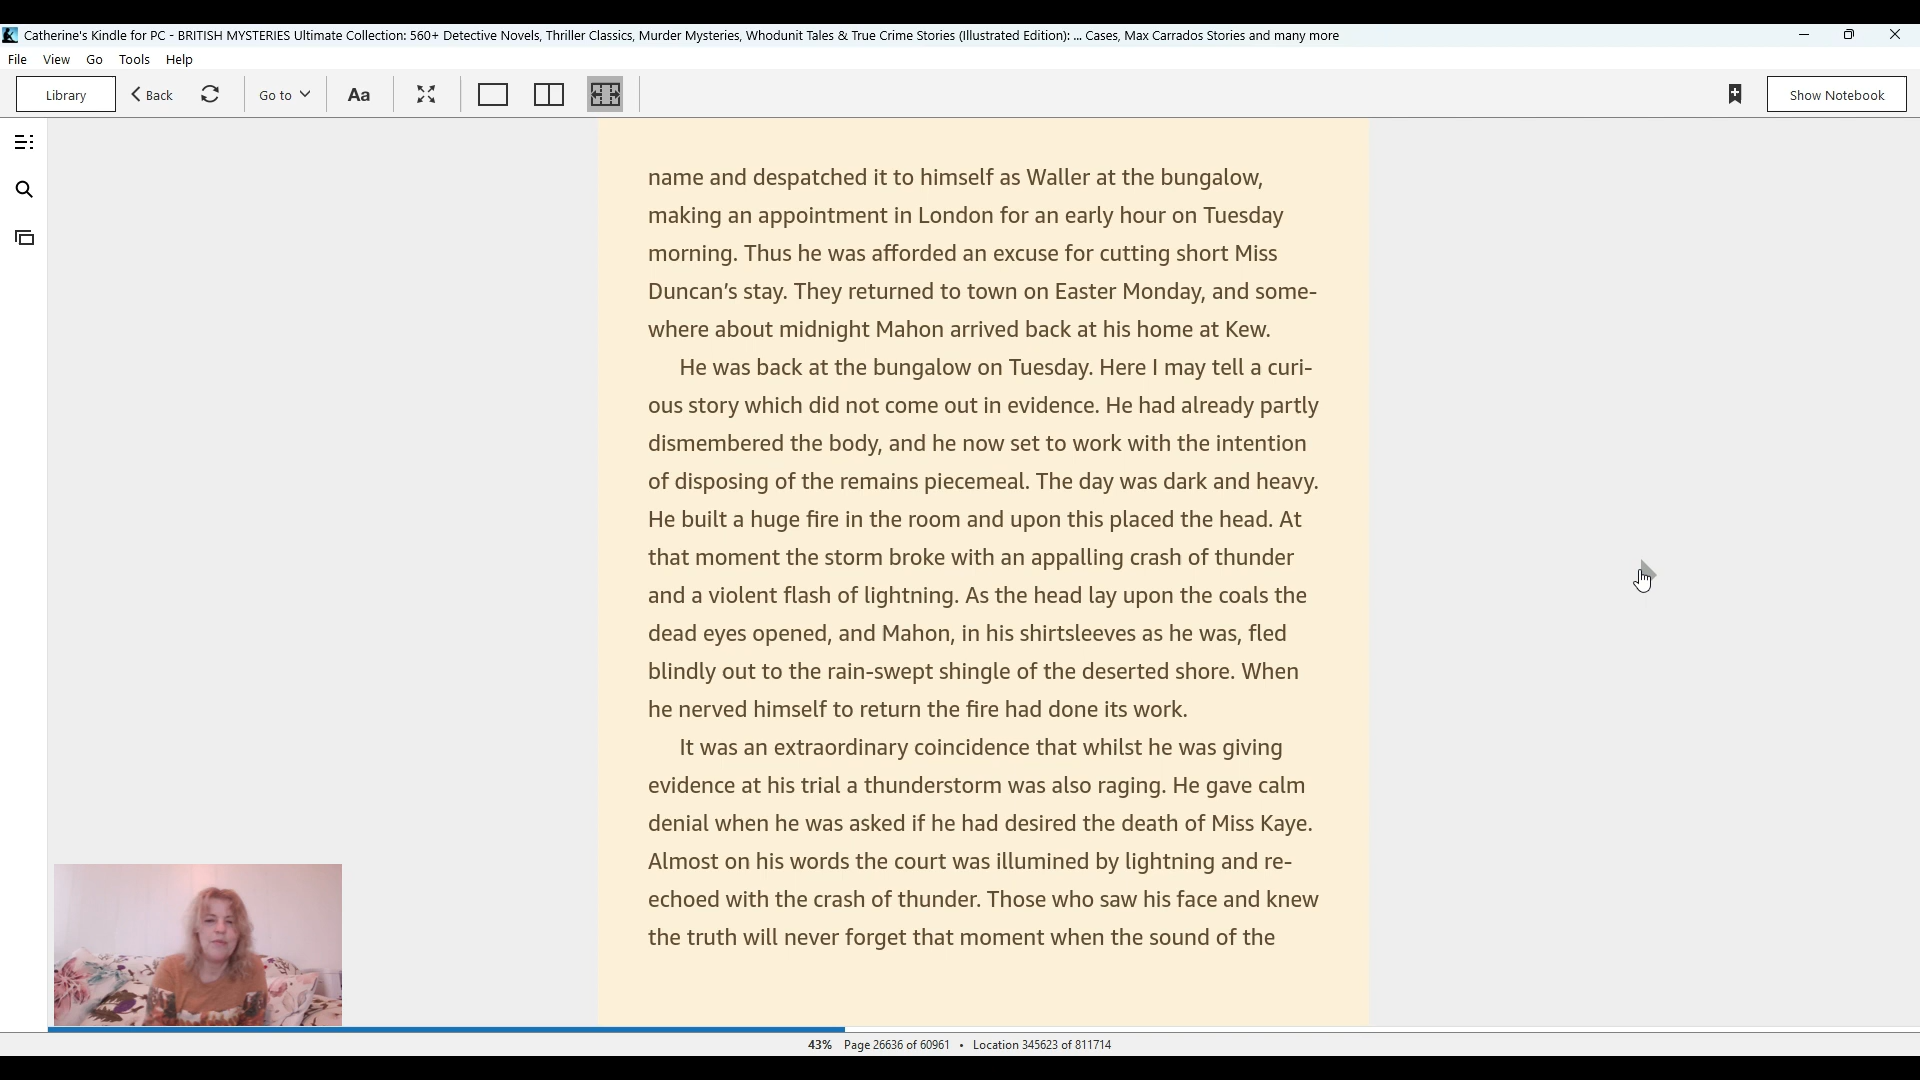 Catherine's Kindle for PC - BRITISH MYSTERIES Ultimate Collection: 560+ Detective Novels, Thriller Classics, Murder Mysteries, Whodunit Tales & True Crime Stories (Illustrated Edition): ... Cases, Max Carrados Stories and many more
File View Go Tools Help
Library Back Go to Aa Show Notebook
name and despatched it to himself as Waller at the bungalow,
making an appointment in London for an early hour on Tuesday
morning. Thus he was afforded an excuse for cutting short Miss
Duncan’s stay. They returned to town on Easter Monday, and some-
where about midnight Mahon arrived back at his home at Kew.
He was back at the bungalow on Tuesday. Here I may tell a curi-
ous story which did not come out in evidence. He had already partly
dismembered the body, and he now set to work with the intention
of disposing of the remains piecemeal. The day was dark and heavy.
He built a huge fire in the room and upon this placed the head. At
that moment the storm broke with an appalling crash of thunder
and a violent flash of lightning. As the head lay upon the coals the
dead eyes opened, and Mahon, in his shirtsleeves as he was, fled
blindly out to the rain-swept shingle of the deserted shore. When
he nerved himself to return the fire had done its work.
It was an extraordinary coincidence that whilst he was giving
evidence at his trial a thunderstorm was also raging. He gave calm
denial when he was asked if he had desired the death of Miss Kaye.
Almost on his words the court was illumined by lightning and re-
echoed with the crash of thunder. Those who saw his face and knew
the truth will never forget that moment when the sound of the
43% Page 26636 of 60961 • Location 345623 of 811714